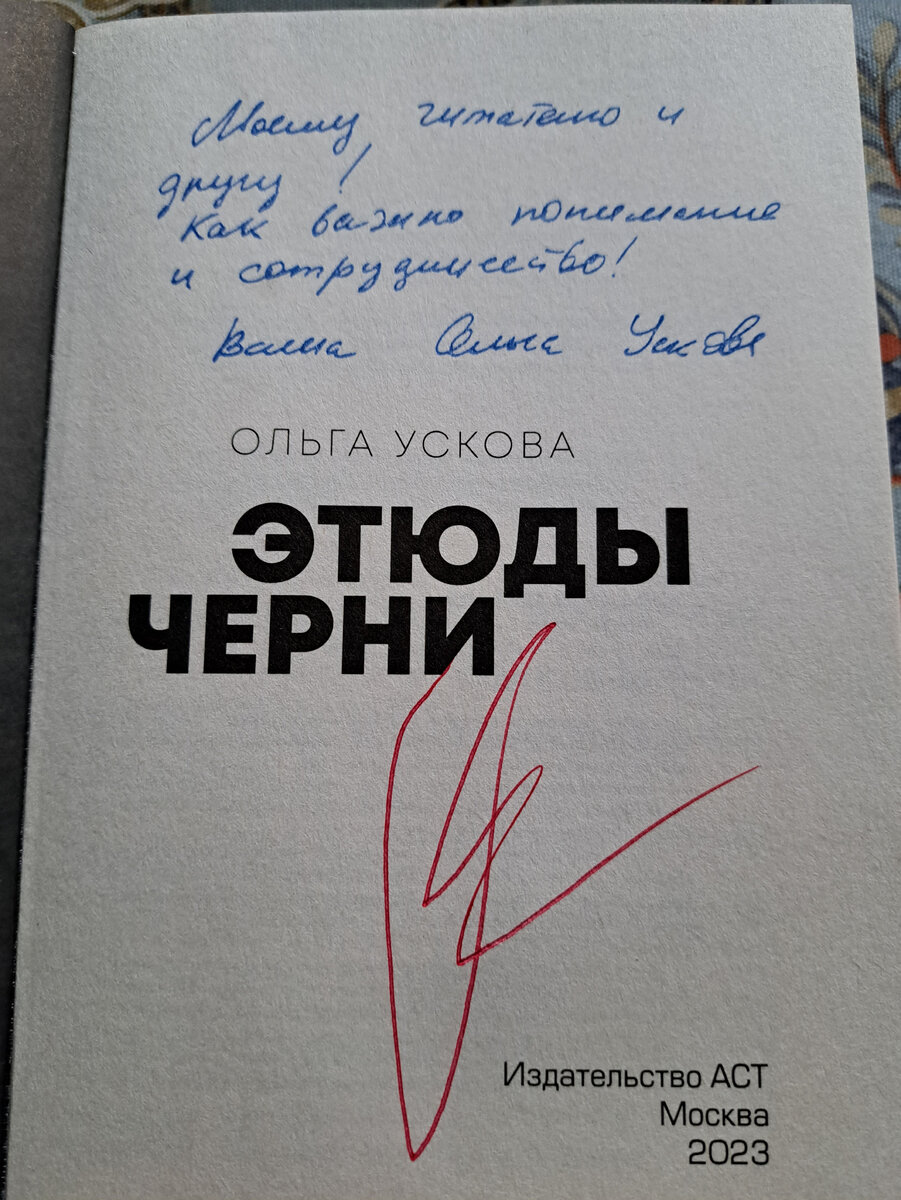 Моему читателю и
другу!
Как важно понимание
и сотрудничество!
Ваша Ольга Ускова
ОЛЬГА УСКОВА
ЭТЮДЫ
ЧЕРНИ
Издательство АСТ
Москва
2023